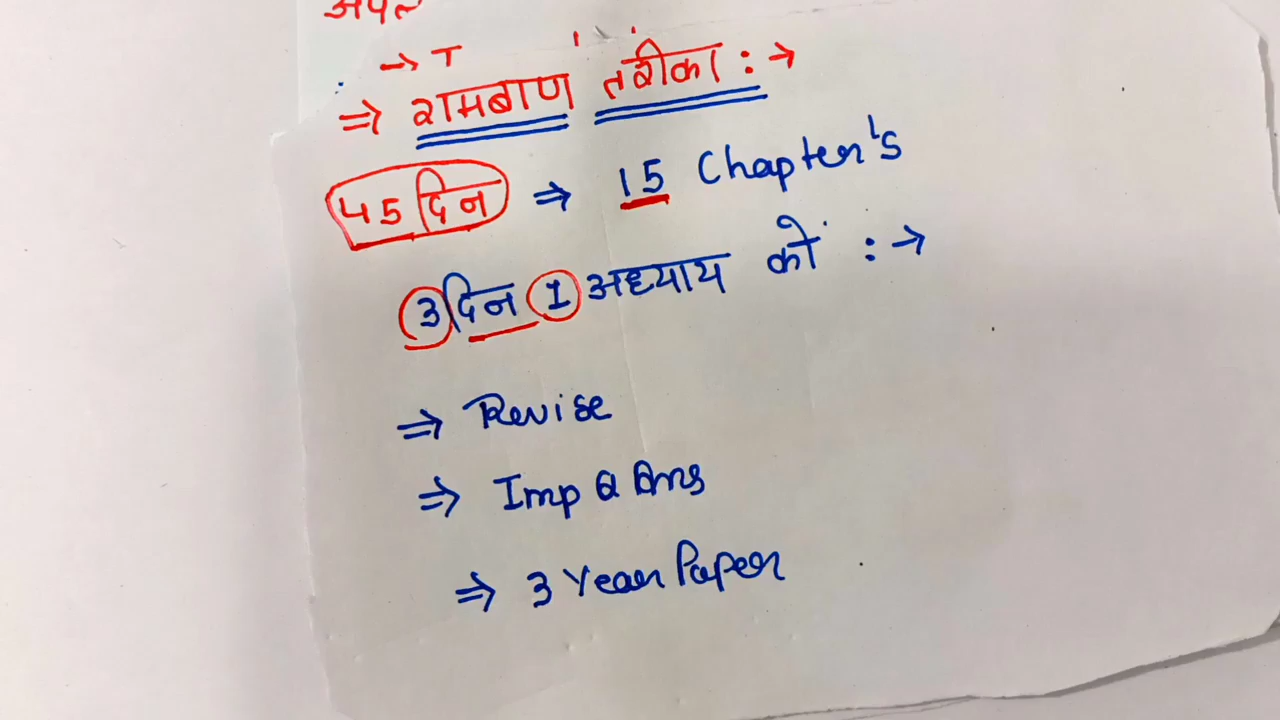 → T
⇒ रामबाण तरीका :→
45 दिन ⇒ 15 Chapter's
3 दिन 1 अध्याय को :→
⇒ Revise
⇒ Imp Q Ans
⇒ 3 Year Paper